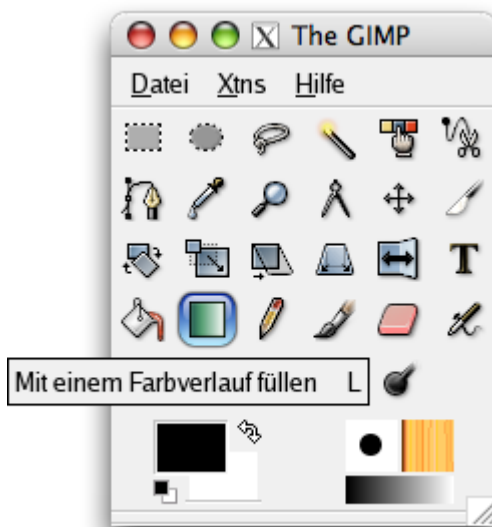 X The GIMP
Datei Xtns Hilfe
T
Mit einem Farbverlauf füllen L